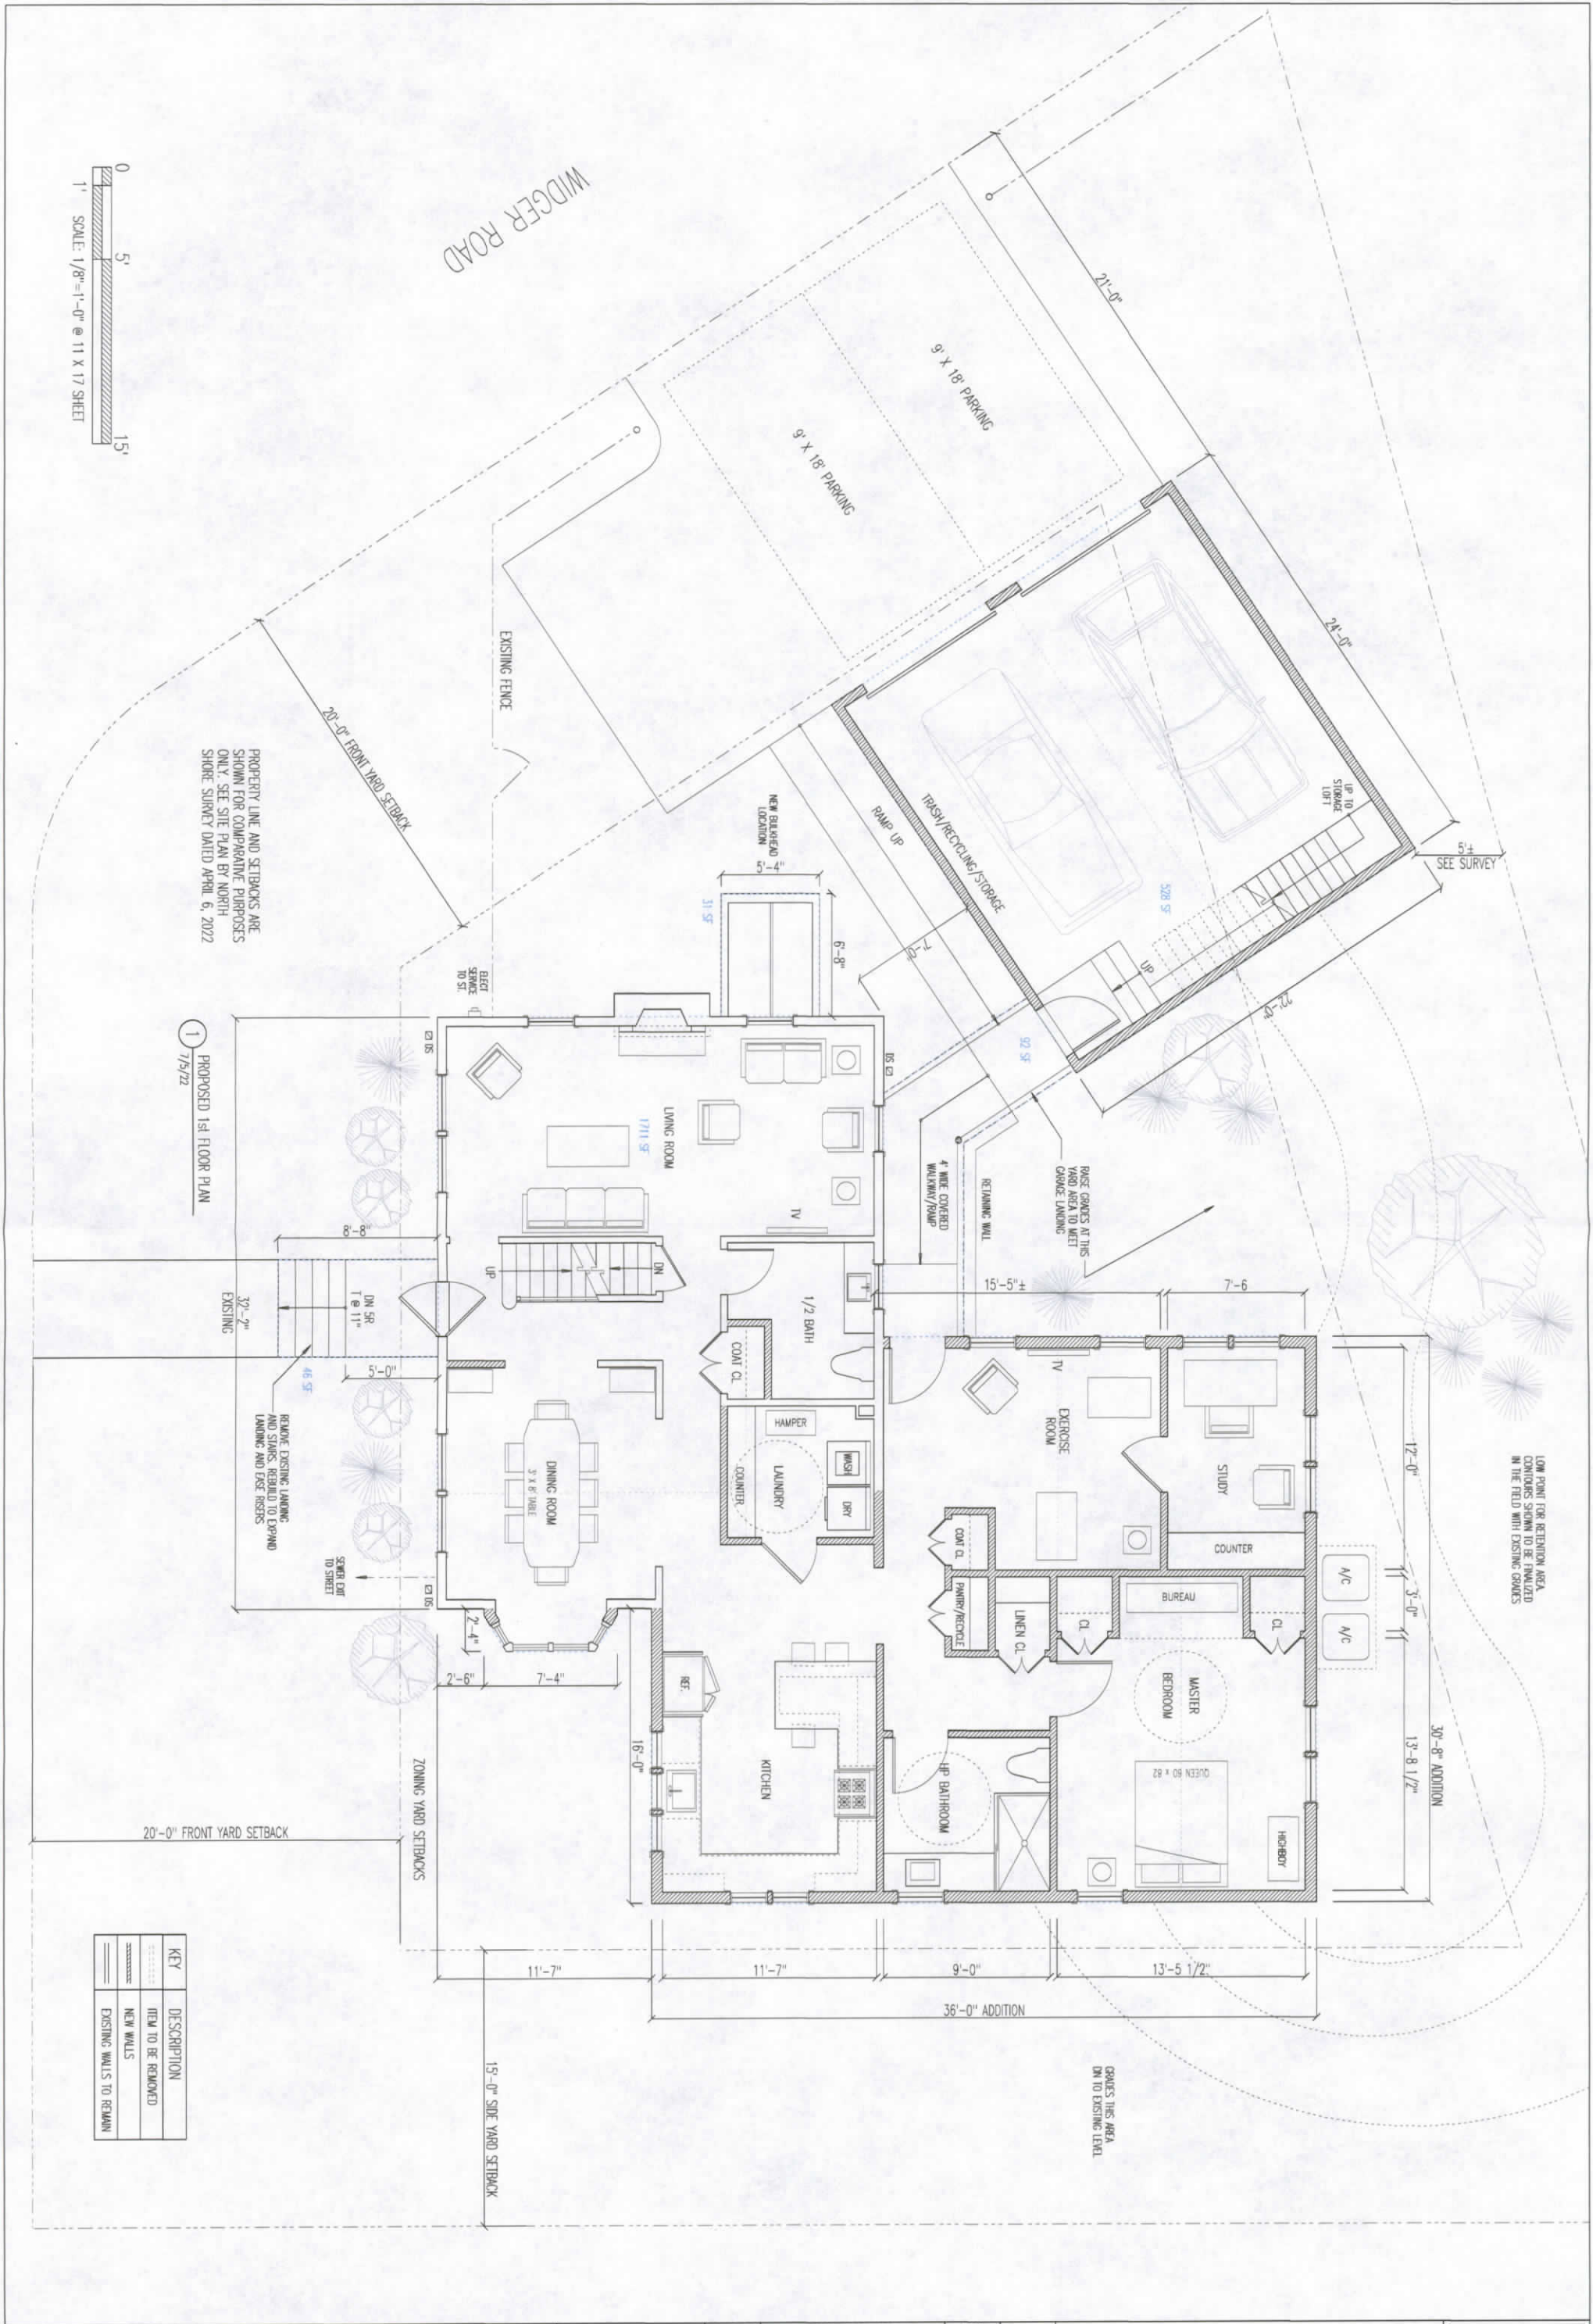 WIDGER ROAD
21'-0"
9' X 18' PARKING
9' X 18' PARKING
24'-0"
5'±
SEE SURVEY
UP TO
STORAGE
LOFT
528 SF
UP
22'-0"
TRASH/RECYCLING/STORAGE
RAMP UP
7'-0"
92 SF
RAISE GRADES AT THIS
YARD AREA TO MEET
GARAGE LANDING
RETAINING WALL
4' WIDE COVERED
WALKWAY/RAMP
NEW BULKHEAD
LOCATION
5'-4"
6'-8"
31 SF
EXISTING FENCE
20'-0" FRONT YARD SETBACK
PROPERTY LINE AND SETBACKS ARE
SHOWN FOR COMPARATIVE PURPOSES
ONLY. SEE SITE PLAN BY NORTH
SHORE SURVEY DATED APRIL 6, 2022
ELECT
SERVICE
TO ST.
DS
DS
LIVING ROOM
1711 SF
TV
DN
UP
1/2 BATH
COAT CL
HAMPER
WASH
DRY
LAUNDRY
COUNTER
DINING ROOM
3' X 8' TABLE
15'-5"±
7'-6
TV
EXERCISE
ROOM
STUDY
COUNTER
COAT CL
PANTRY/RECYCLE
LINEN CL
CL
BUREAU
CL
MASTER
BEDROOM
QUEEN 60 x 82
HIGHBOY
HP BATHROOM
KITCHEN
REF.
A/C
A/C
12'-0"
3'-0"
13'-8 1/2"
30'-8" ADDITION
LOW POINT FOR RETENTION AREA.
CONTOURS SHOWN TO BE FINALIZED
IN THE FIELD WITH EXISTING GRADES
8'-8"
5'-0"
DN 5R
T @ 11"
46 SF
32'-2"
EXISTING
REMOVE EXISTING LANDING
AND STAIRS. REBUILD TO EXPAND
LANDING AND EASE RISERS
SEWER EXIT
TO STREET
DS
2'-4"
2'-6"
7'-4"
16'-0"
ZONING YARD SETBACKS
20'-0" FRONT YARD SETBACK
11'-7"
11'-7"
9'-0"
13'-5 1/2"
36'-0" ADDITION
15'-0" SIDE YARD SETBACK
GRADES THIS AREA
DN TO EXISTING LEVEL
1
PROPOSED 1st FLOOR PLAN
7/5/22
0
5'
15'
1'
SCALE: 1/8"=1'-0" @ 11 X 17 SHEET
KEY
DESCRIPTION
ITEM TO BE REMOVED
NEW WALLS
EXISTING WALLS TO REMAIN